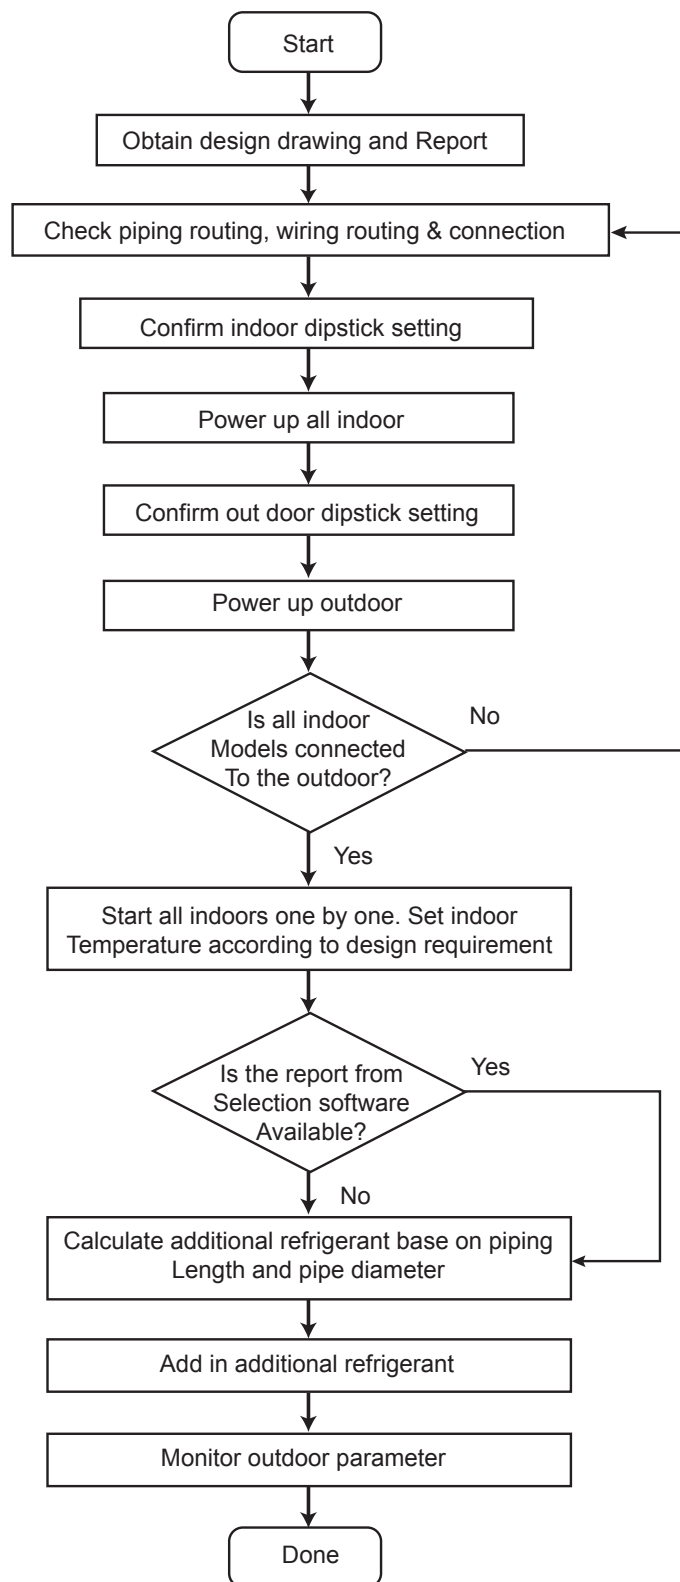 Start
Obtain design drawing and Report
Check piping routing, wiring routing & connection
Confirm indoor dipstick setting
Power up all indoor
Confirm out door dipstick setting
Power up outdoor
Is all indoor
Models connected
To the outdoor?
No
Yes
Start all indoors one by one. Set indoor
Temperature according to design requirement
Is the report from
Selection software
Available?
Yes
No
Calculate additional refrigerant base on piping
Length and pipe diameter
Add in additional refrigerant
Monitor outdoor parameter
Done